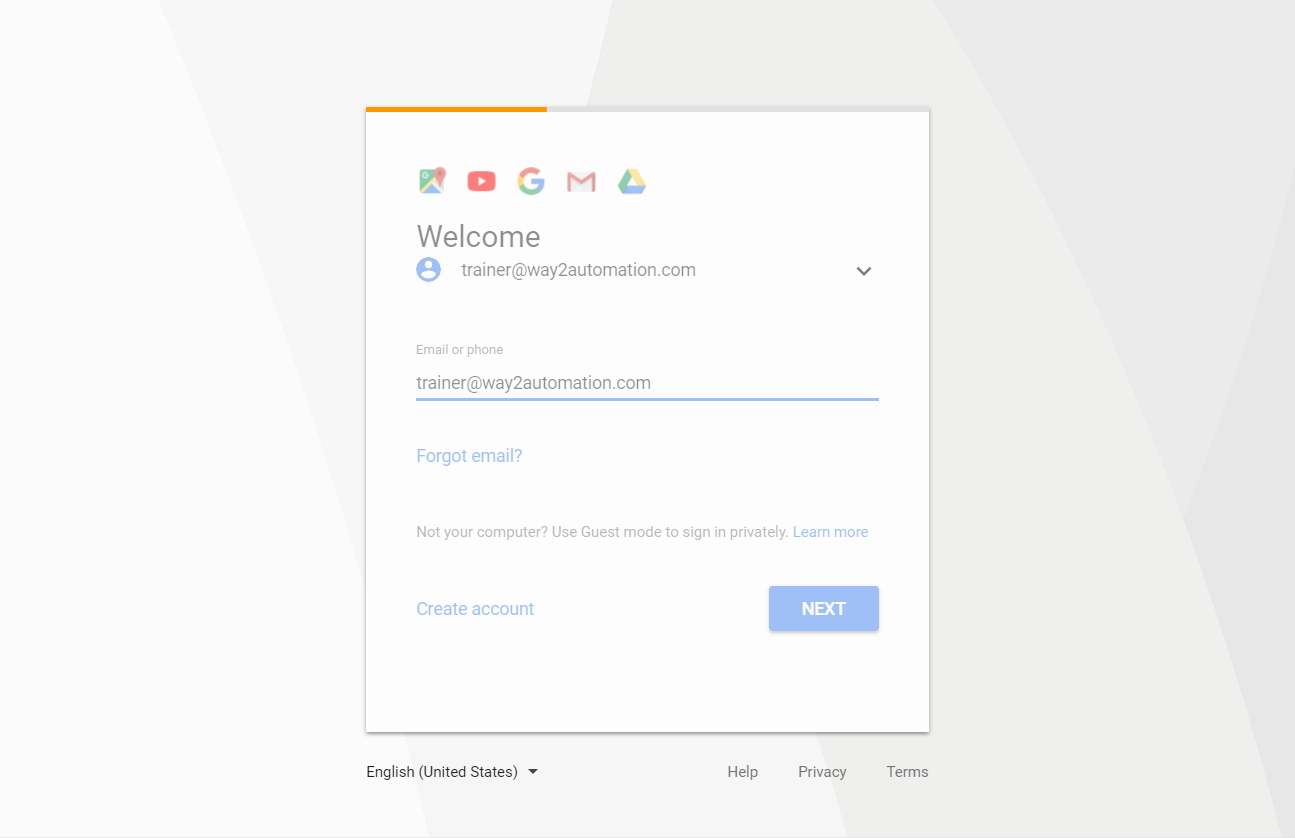 Welcome
trainer@way2automation.com
Email or phone
trainer@way2automation.com
Forgot email?
Not your computer? Use Guest mode to sign in privately. Learn more
Create account
NEXT
English (United States)
Help
Privacy
Terms